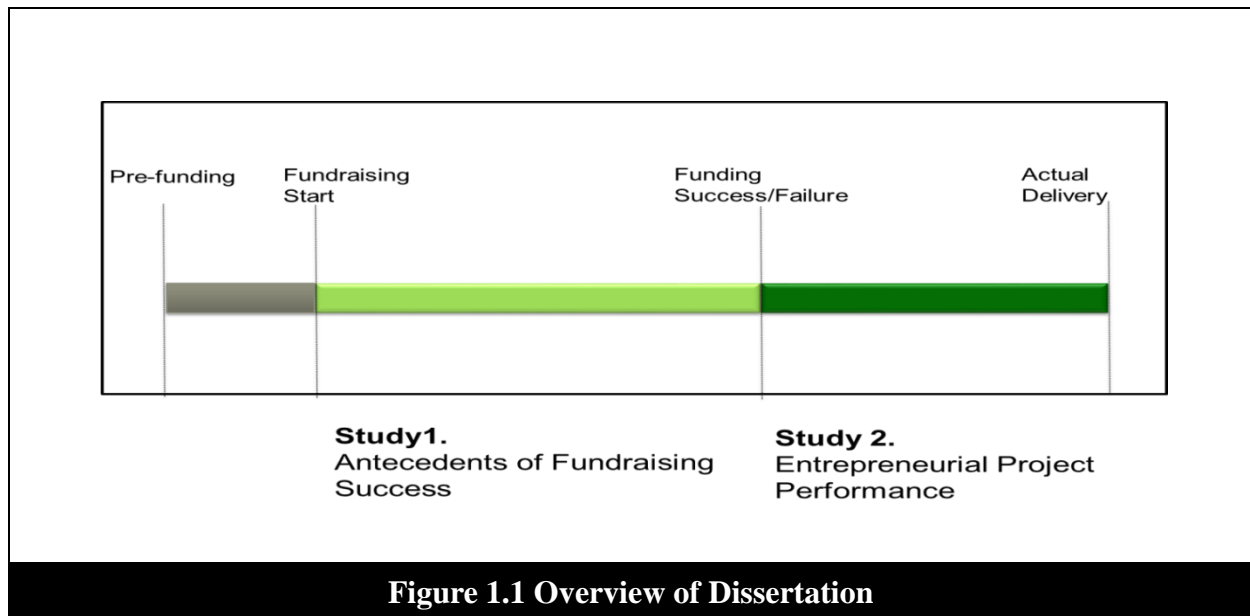 Pre-funding
Fundraising
Start
Funding
Success/Failure
Actual
Delivery
Study1.
Antecedents of Fundraising
Success
Study 2.
Entrepreneurial Project
Performance
Figure 1.1 Overview of Dissertation